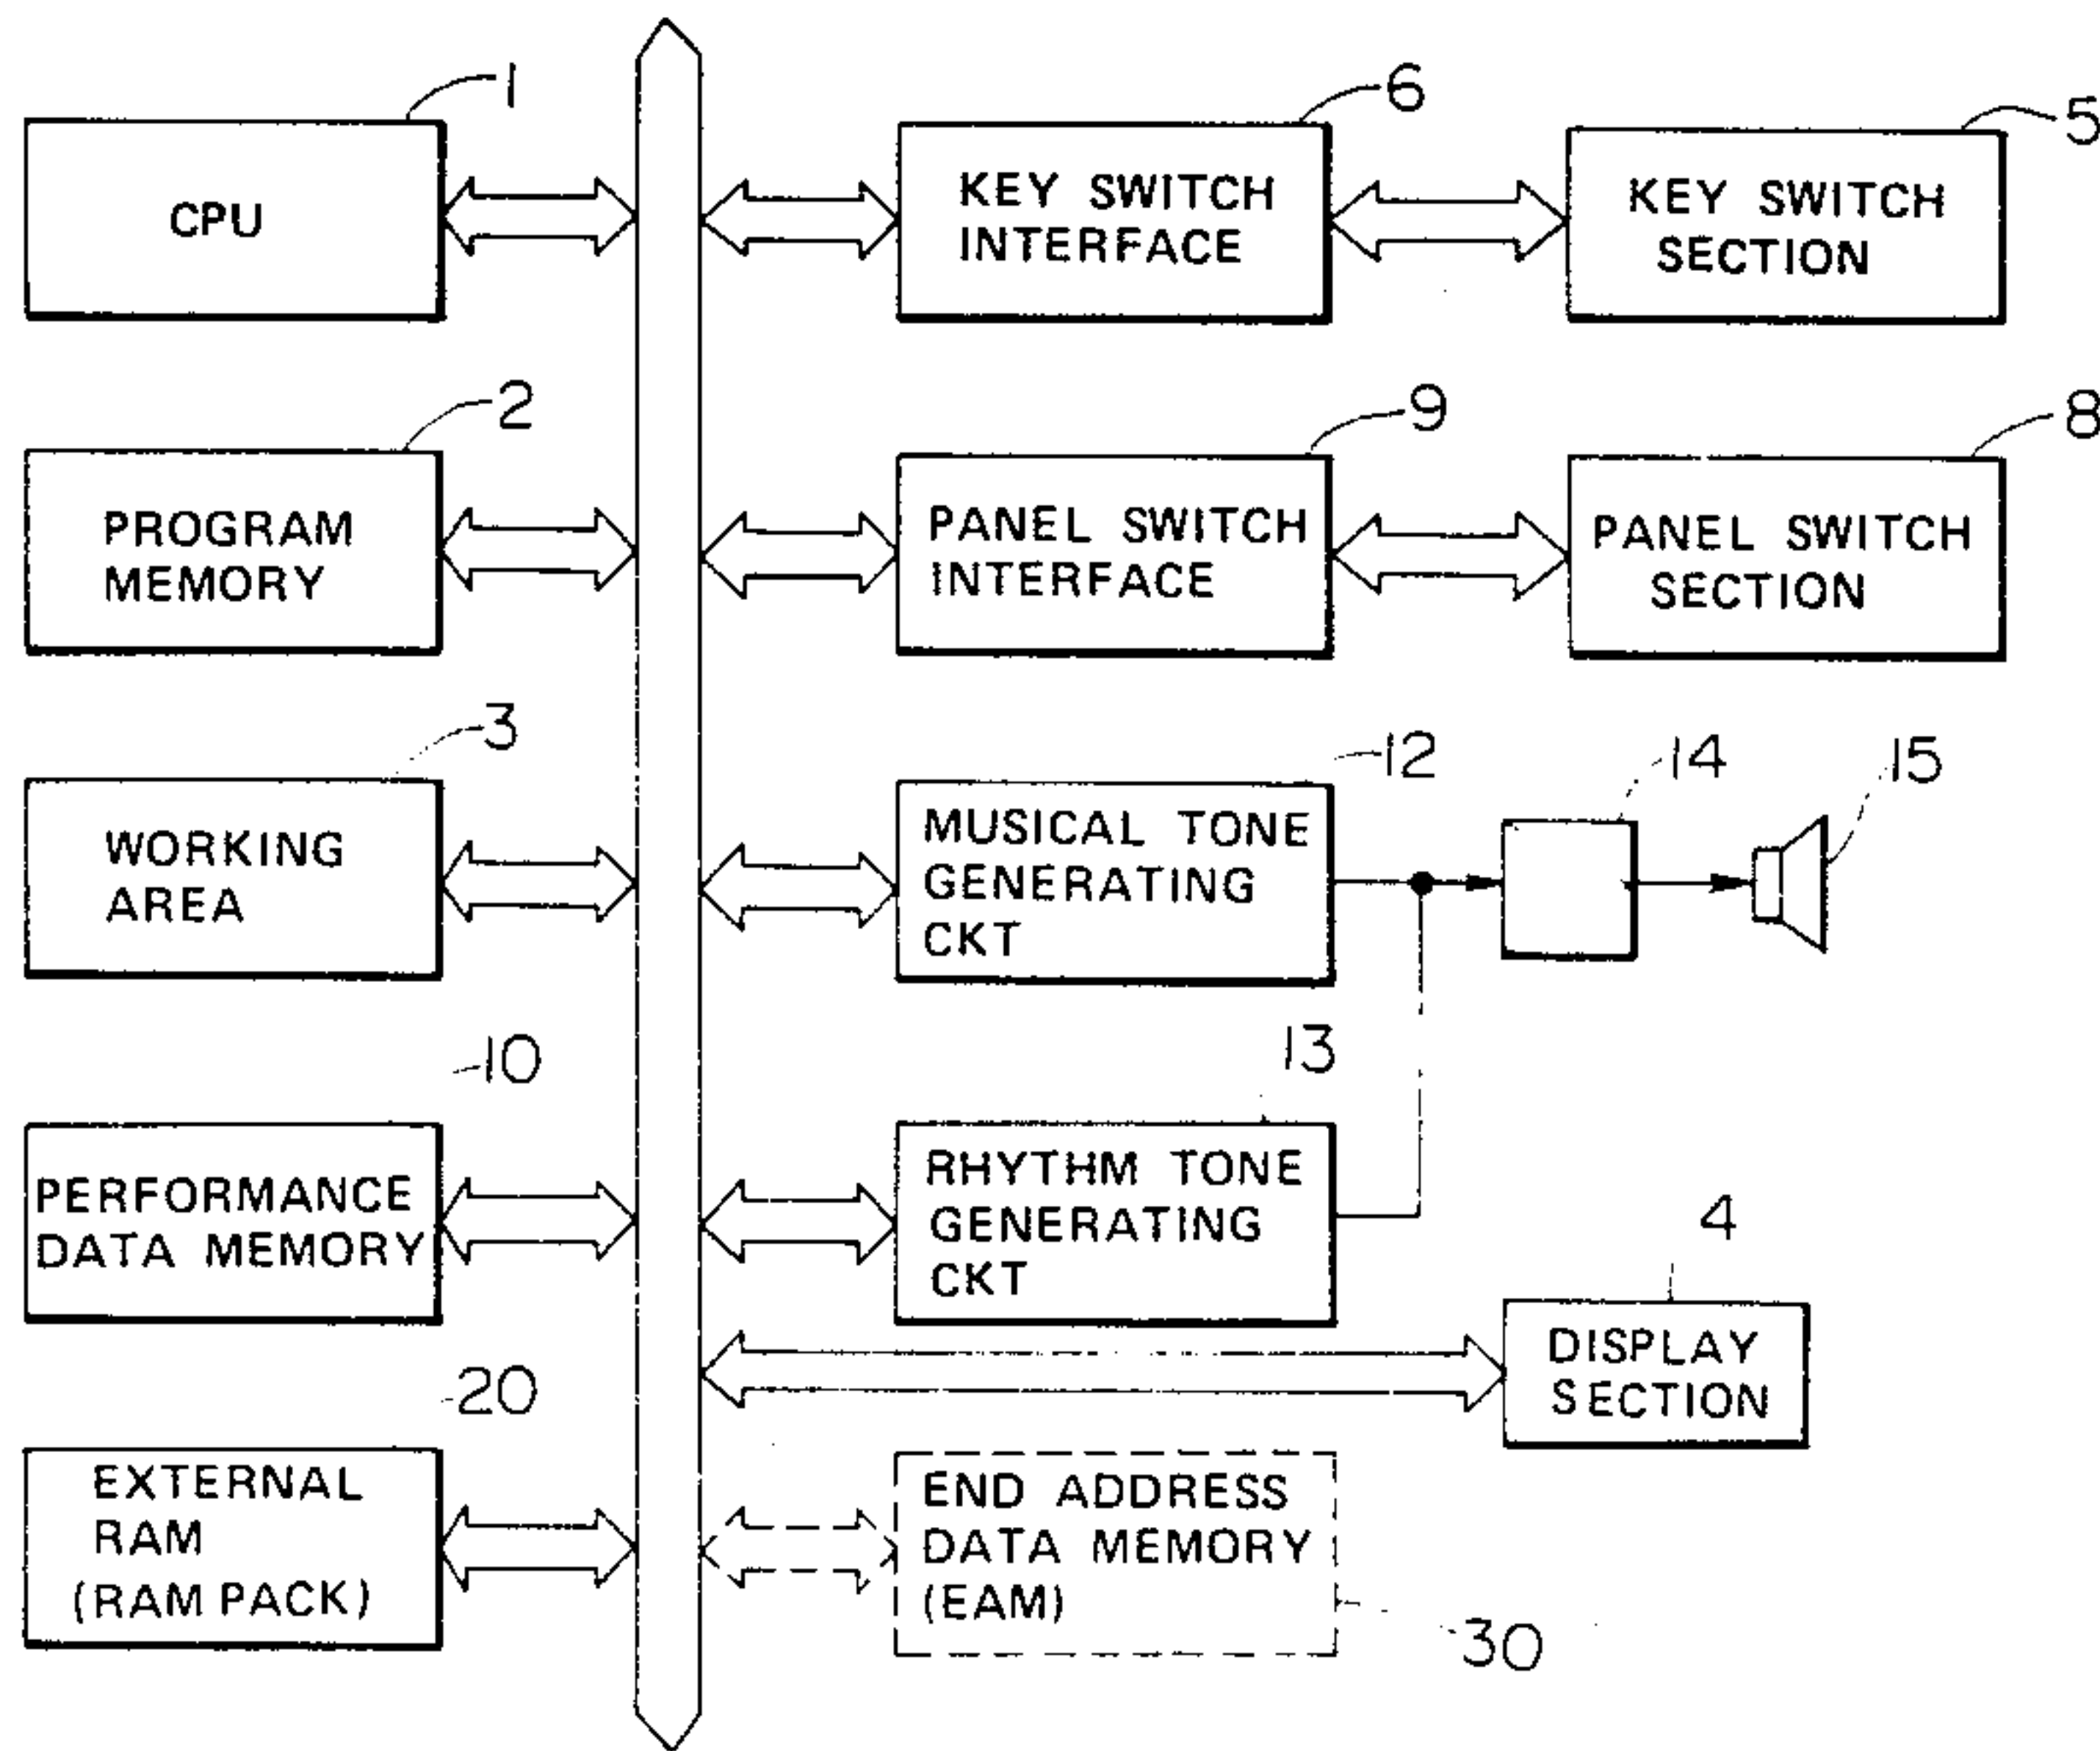 1
CPU
6
KEY SWITCH
INTERFACE
5
KEY SWITCH
SECTION
2
PROGRAM
MEMORY
9
PANEL SWITCH
INTERFACE
8
PANEL SWITCH
SECTION
3
WORKING
AREA
12
MUSICAL TONE
GENERATING
CKT
14
15
10
PERFORMANCE
DATA MEMORY
13
RHYTHM TONE
GENERATING
CKT
4
DISPLAY
SECTION
20
EXTERNAL
RAM
(RAM PACK)
END ADDRESS
DATA MEMORY
(EAM)
30